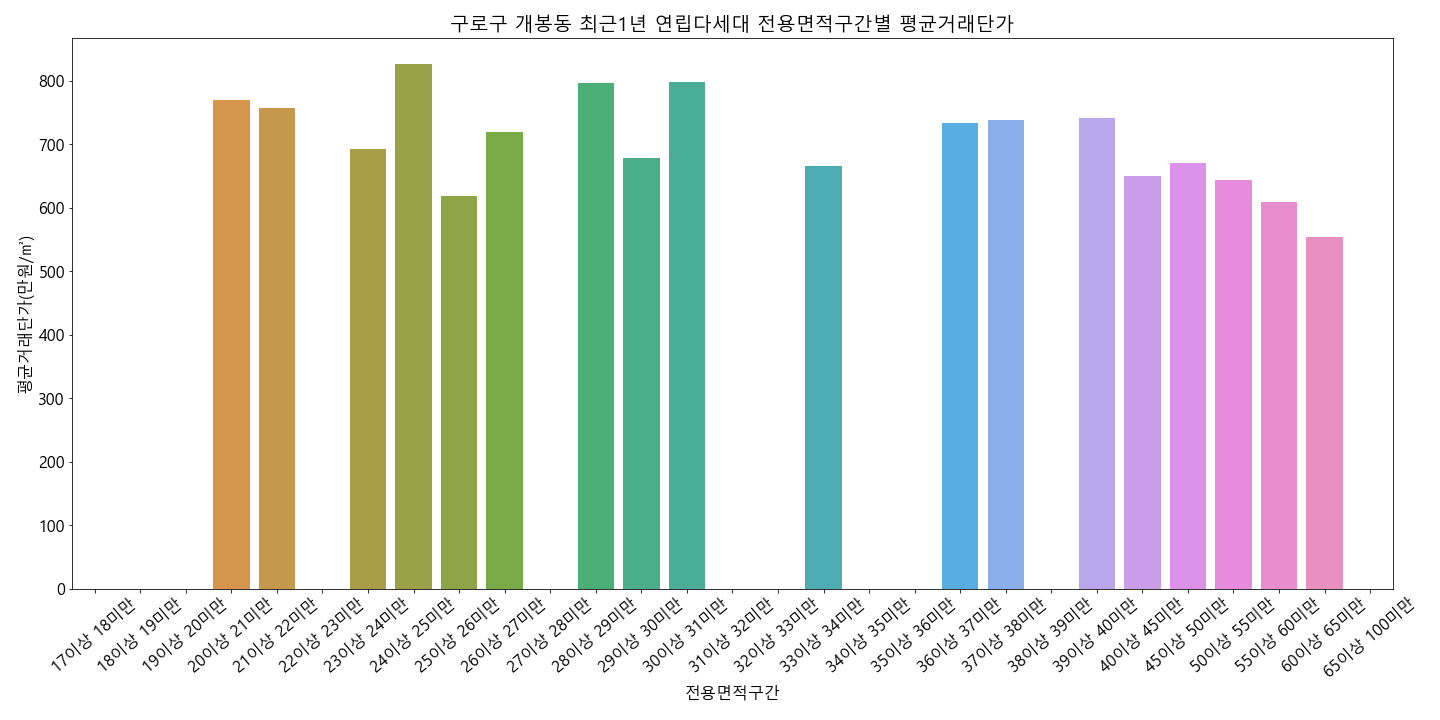 구로구 개봉동 최근1년 연립다세대 전용면적구간별 평균거래단가
평균거래단가(만원/㎡)
800
700
600
500
400
300
200
100
0
17이상 18미만
18이상 19미만
19이상 20미만
20이상 21미만
21이상 22미만
22이상 23미만
23이상 24미만
24이상 25미만
25이상 26미만
26이상 27미만
27이상 28미만
28이상 29미만
29이상 30미만
30이상 31미만
31이상 32미만
32이상 33미만
33이상 34미만
34이상 35미만
35이상 36미만
36이상 37미만
37이상 38미만
38이상 39미만
39이상 40미만
40이상 45미만
45이상 50미만
50이상 55미만
55이상 60미만
60이상 65미만
65이상 100미만
전용면적구간